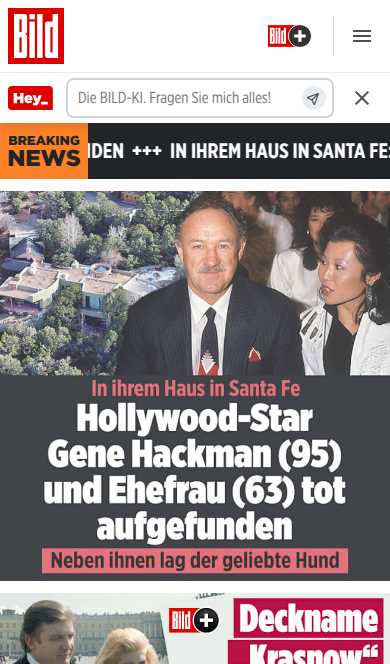 Bild
Bild
Hey_
Die BILD-KI. Fragen Sie mich alles!
BREAKING
NEWS
DEN +++ IN IHREM HAUS IN SANTA FE:
In ihrem Haus in Santa Fe
Hollywood-Star
Gene Hackman (95)
und Ehefrau (63) tot
aufgefunden
Neben ihnen lag der geliebte Hund
Bild
Deckname
Krasnow“